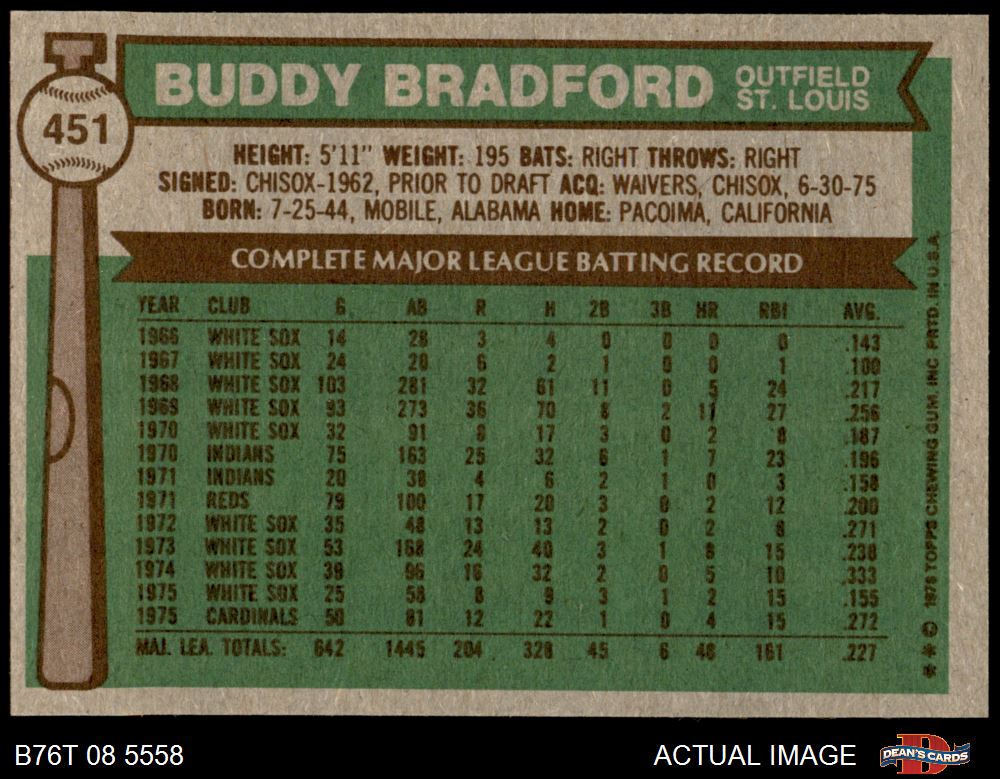 BUDDY BRADFORD OUTFIELD ST. LOUIS
451
HEIGHT: 5'11" WEIGHT: 195 BATS: RIGHT THROWS: RIGHT
SIGNED: CHISOX-1962, PRIOR TO DRAFT ACQ: WAIVERS, CHISOX, 6-30-75
BORN: 7-25-44, MOBILE, ALABAMA HOME: PACOIMA, CALIFORNIA
COMPLETE MAJOR LEAGUE BATTING RECORD
YEAR CLUB G AB R H 2B 3B HR RBI AVG.
1966 WHITE SOX 14 28 3 4 0 0 0 0 .143
1967 WHITE SOX 24 20 6 2 1 0 0 1 .100
1968 WHITE SOX 103 281 32 61 11 0 5 24 .217
1969 WHITE SOX 93 273 36 70 8 2 11 27 .256
1970 WHITE SOX 32 91 8 17 3 0 2 8 .187
1970 INDIANS 75 163 25 32 6 1 7 23 .196
1971 INDIANS 20 38 4 6 2 1 0 3 .158
1971 REDS 79 100 17 20 3 0 2 12 .200
1972 WHITE SOX 35 48 13 13 2 0 2 8 .271
1973 WHITE SOX 53 168 24 40 3 1 8 15 .238
1974 WHITE SOX 39 96 16 32 2 0 5 10 .333
1975 WHITE SOX 25 58 8 9 3 1 2 15 .155
1975 CARDINALS 50 81 12 22 1 0 4 15 .272
MAJ. LEA. TOTALS: 642 1445 204 328 45 6 48 161 .227
** © 1976 TOPPS CHEWING GUM, INC PRTD. IN U.S.A.
B76T 08 5558
ACTUAL IMAGE
D
DEAN'S CARDS